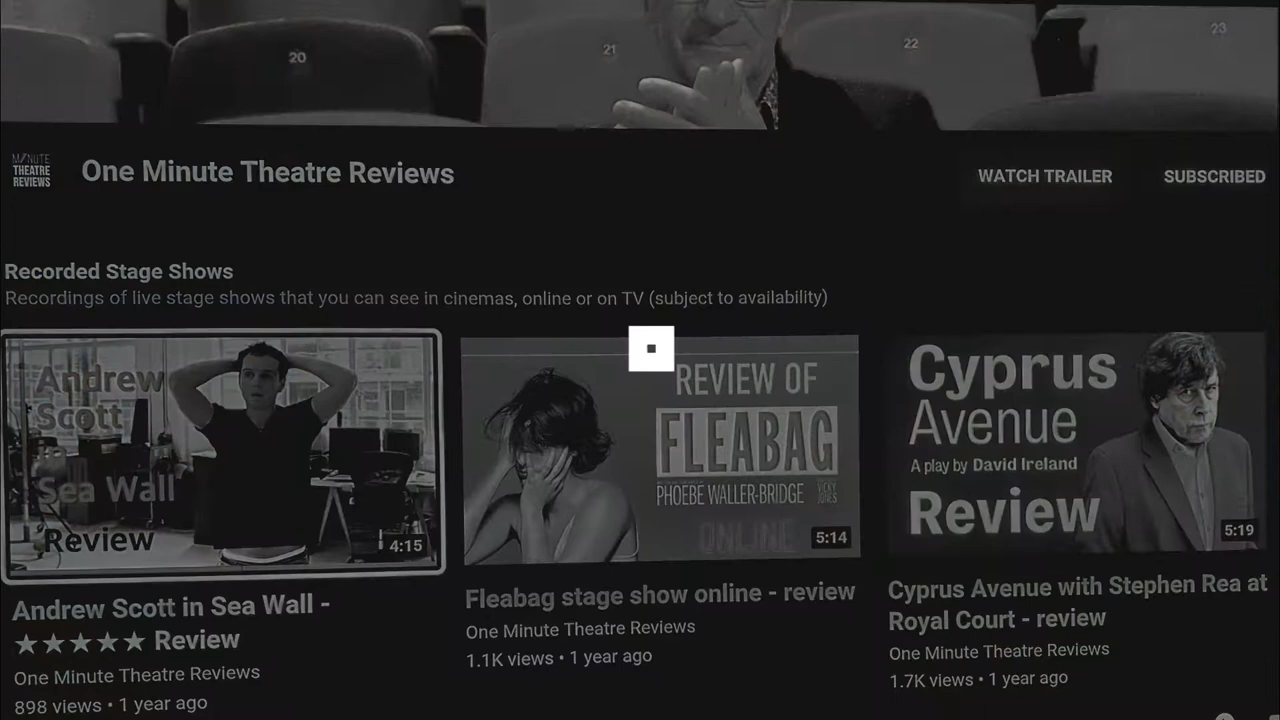 20
21
22
23
MINUTE
THEATRE
REVIEWS
One Minute Theatre Reviews
WATCH TRAILER
SUBSCRIBED
Recorded Stage Shows
Recordings of live stage shows that you can see in cinemas, online or on TV (subject to availability)
Andrew
Scott
in
Sea Wall
Review
4:15
REVIEW OF
FLEABAG
PHOEBE WALLER-BRIDGE
VICKY
JONES
ONLINE
5:14
Cyprus
Avenue
A play by David Ireland
Review
5:19
Andrew Scott in Sea Wall -
★★★★★ Review
One Minute Theatre Reviews
898 views • 1 year ago
Fleabag stage show online - review
One Minute Theatre Reviews
1.1K views • 1 year ago
Cyprus Avenue with Stephen Rea at
Royal Court - review
One Minute Theatre Reviews
1.7K views • 1 year ago